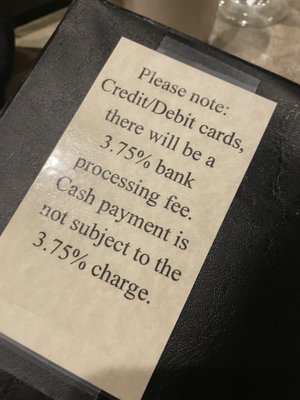 Please note:
Credit/Debit cards,
there will be a
3.75% bank
processing fee.
Cash payment is
not subject to the
3.75% charge.